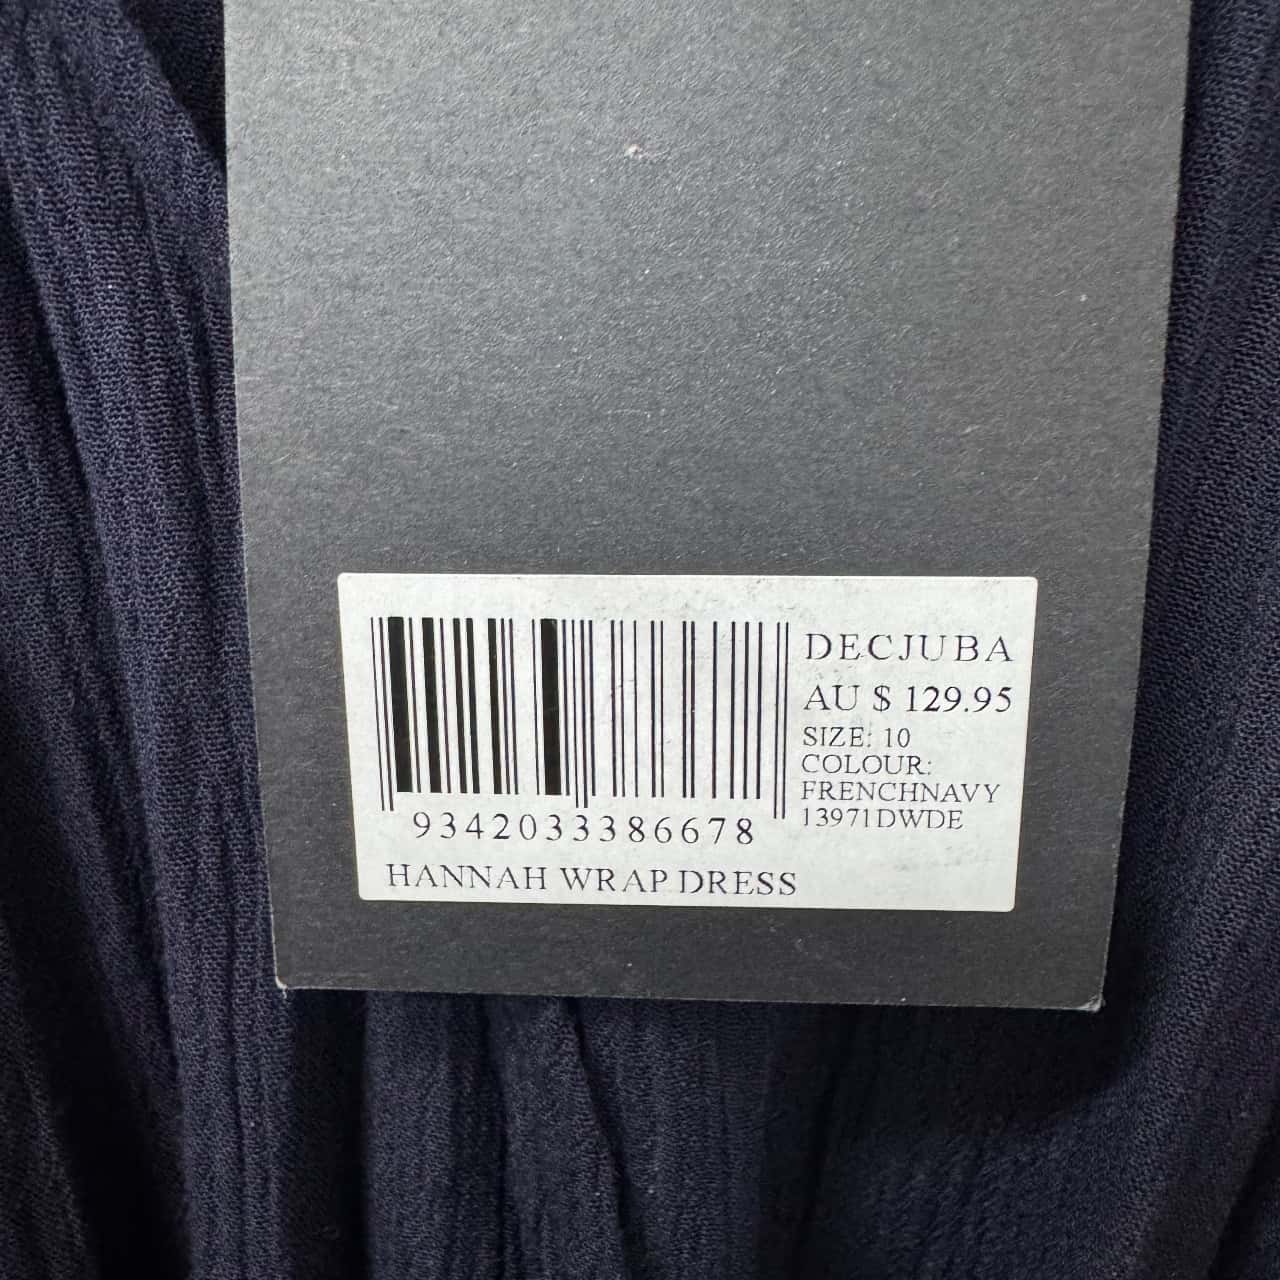 DECJUBA
AU $ 129.95
SIZE: 10
COLOUR:
FRENCHNAVY
13971DWDE
9342033386678
HANNAH WRAP DRESS